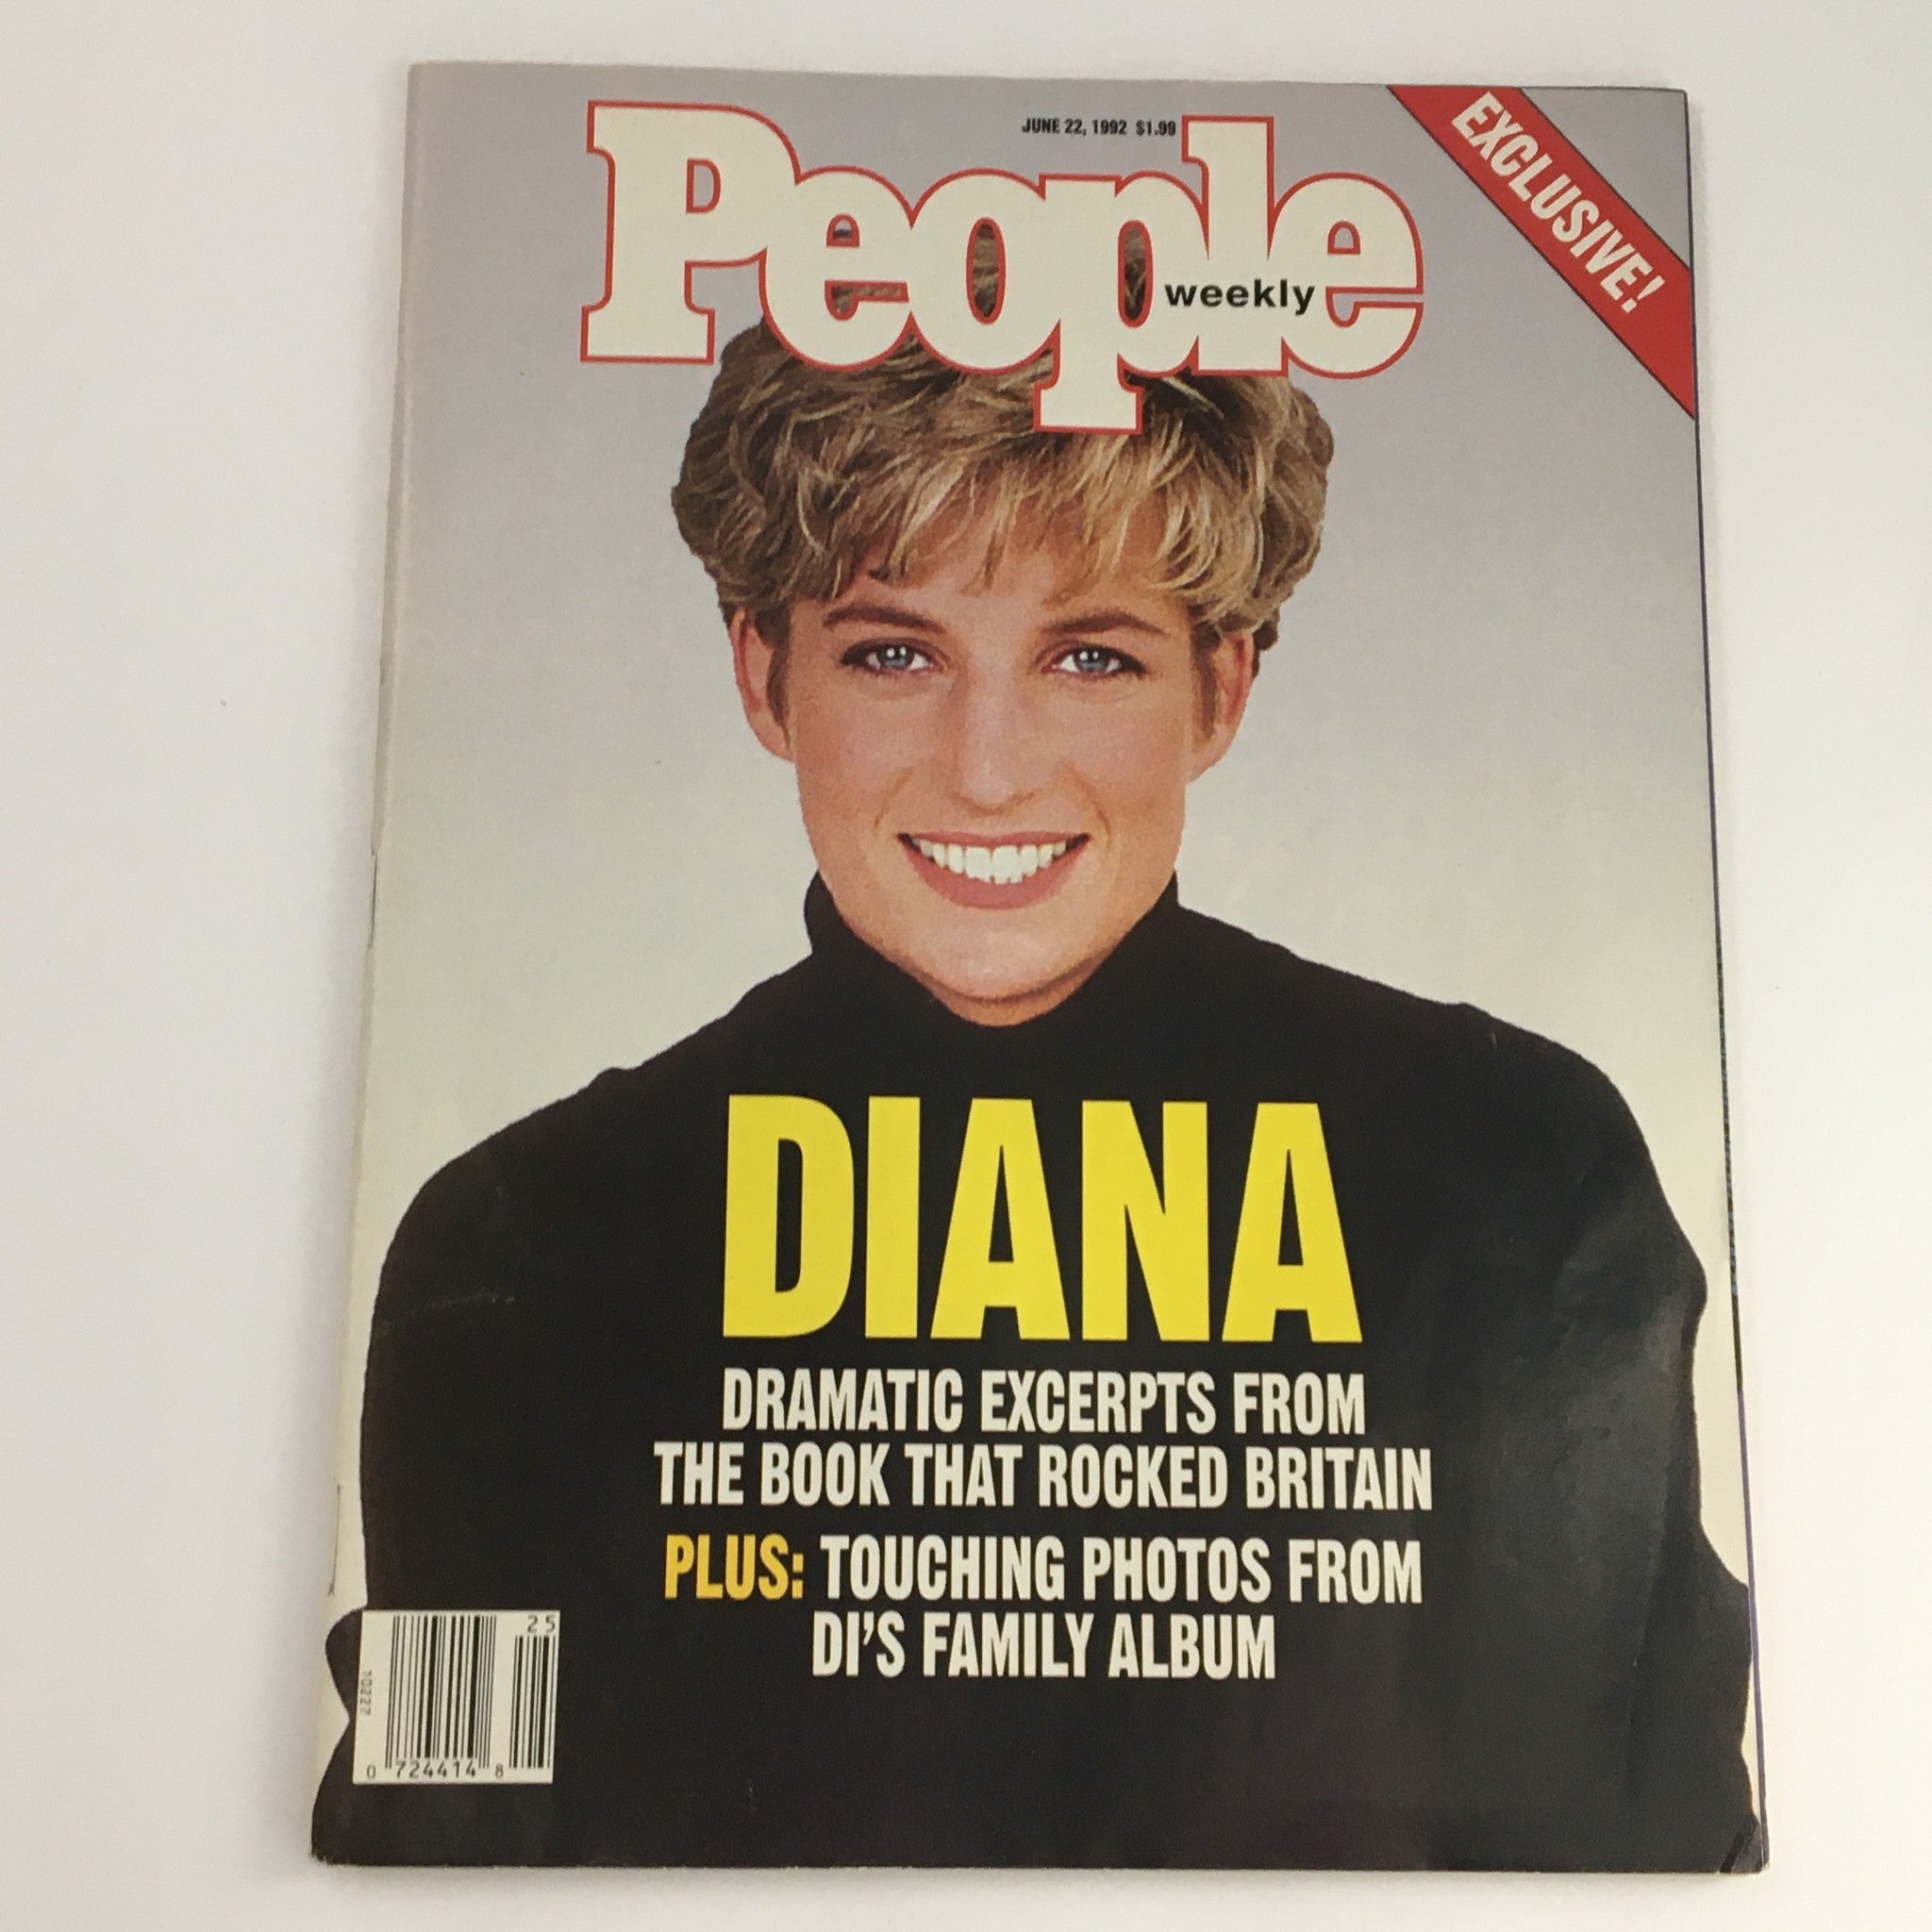 JUNE 22, 1992 $1.99
People
weekly
EXCLUSIVE!
DIANA
DRAMATIC EXCERPTS FROM
THE BOOK THAT ROCKED BRITAIN
PLUS: TOUCHING PHOTOS FROM
DI'S FAMILY ALBUM
25
10227
0 724414 8